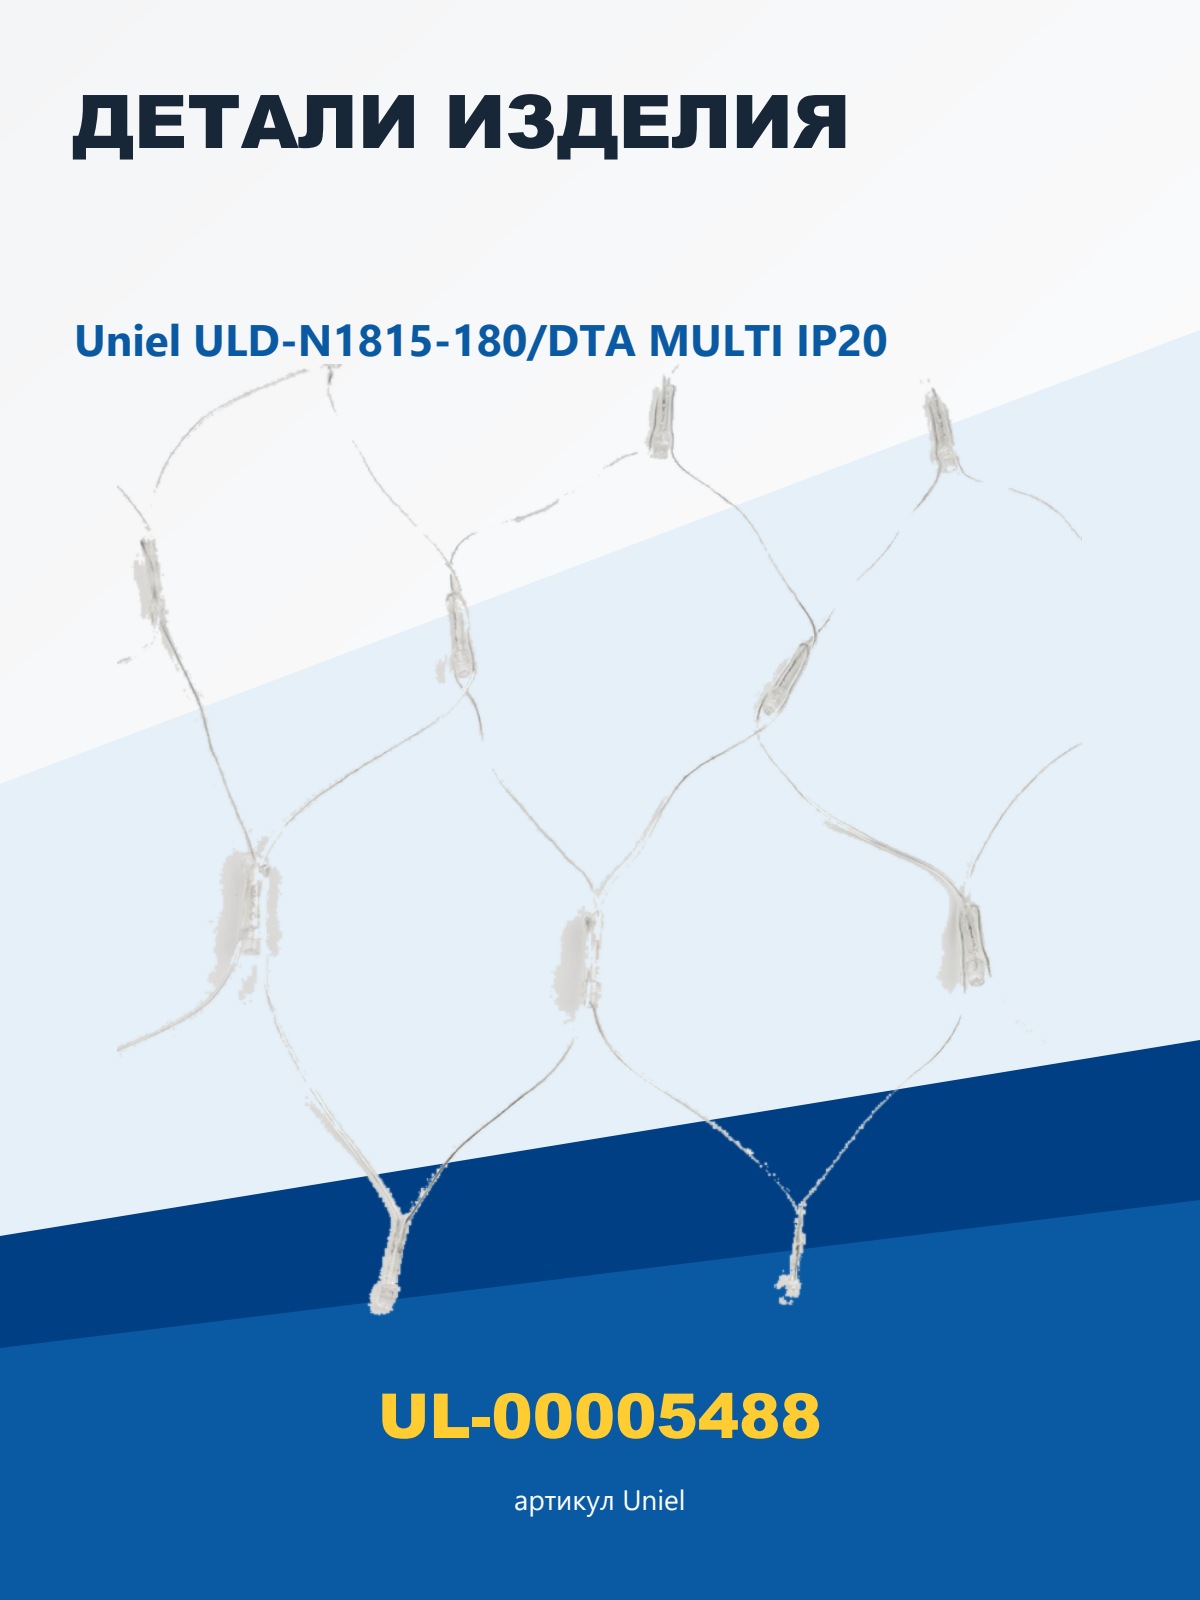 ДЕТАЛИ ИЗДЕЛИЯ
Uniel ULD-N1815-180/DTA MULTI IP20
UL-00005488
артикул Uniel